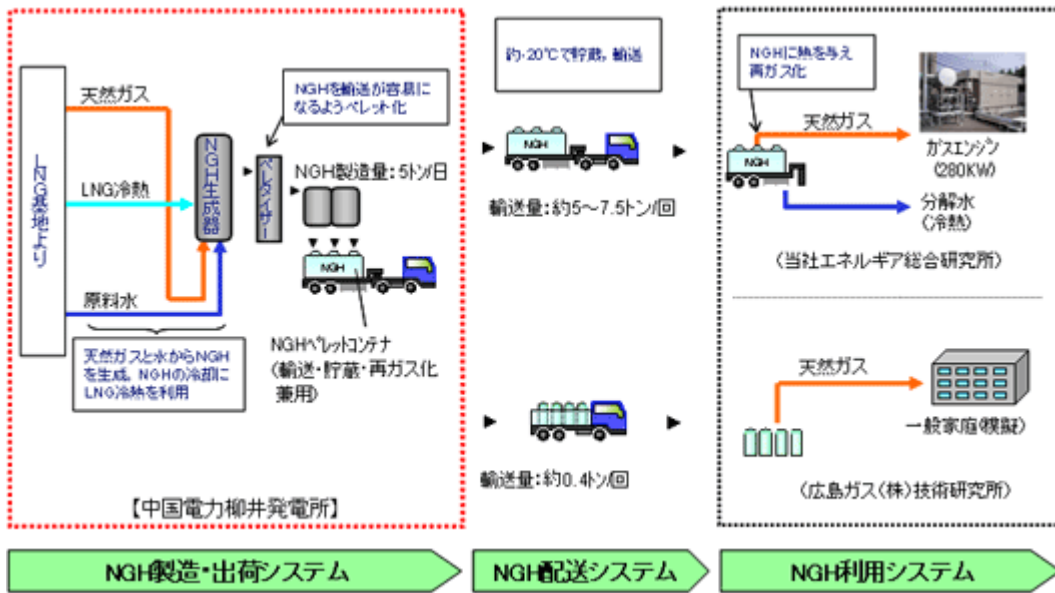 LNG基地より
天然ガス
LNG冷熱
原料水
NGH生成器
ペレタイザー
NGHを輸送が容易に
なるようペレット化
NGH製造量:5トン/日
NGH
NGHペレットコンテナ
(輸送・貯蔵・再ガス化
兼用)
天然ガスと水からNGH
を生成。NGHの冷却に
LNG冷熱を利用
【中国電力柳井発電所】
約-20℃で貯蔵，輸送
NGH
輸送量:約5～7.5トン/回
輸送量:約0.4トン/回
NGHに熱を与え
再ガス化
天然ガス
NGH
ガスエンジン
(280KW)
分解水
(冷熱)
(当社エネルギア総合研究所)
天然ガス
一般家庭(模擬)
(広島ガス(株)技術研究所)
NGH製造・出荷システム
NGH配送システム
NGH利用システム